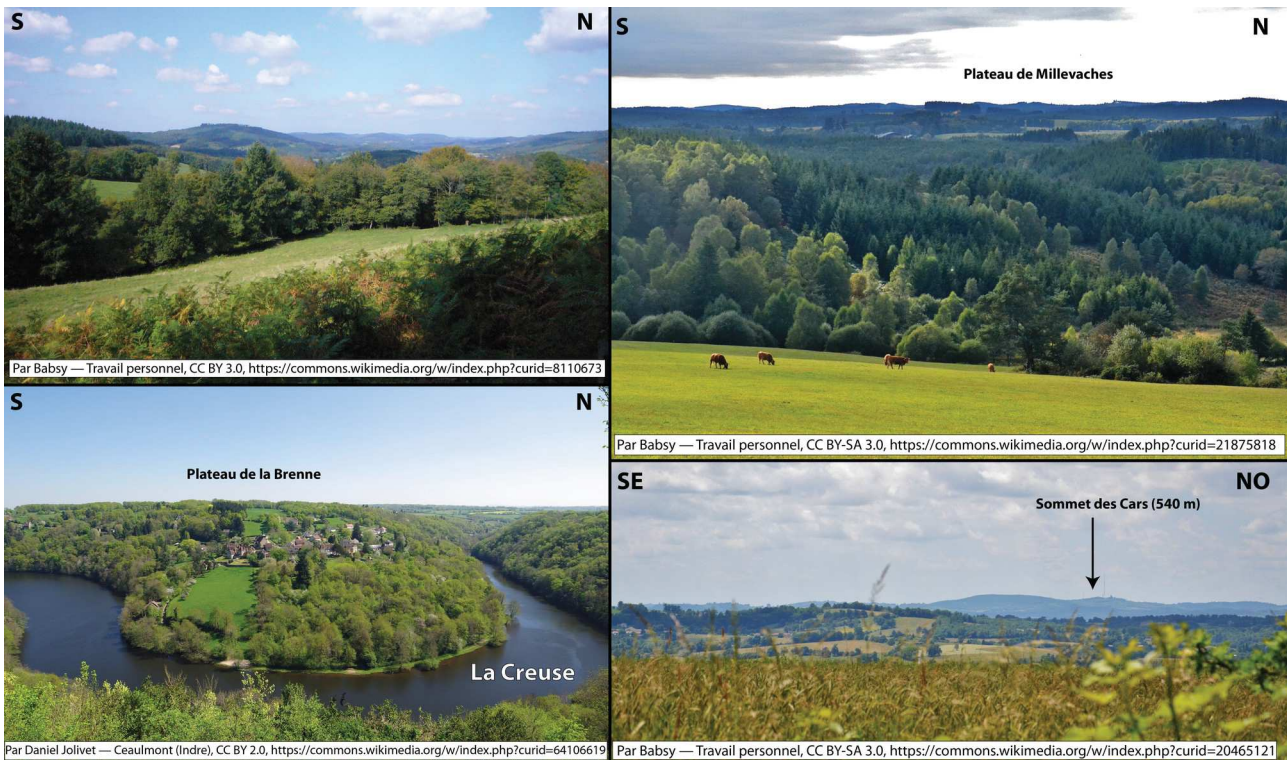 S N
Par Babsy — Travail personnel, CC BY 3.0, https://commons.wikimedia.org/w/index.php?curid=8110673
S N
Plateau de Millevaches
Par Babsy — Travail personnel, CC BY-SA 3.0, https://commons.wikimedia.org/w/index.php?curid=21875818
S N
Plateau de la Brenne
La Creuse
Par Daniel Jolivet — Ceaulmont (Indre), CC BY 2.0, https://commons.wikimedia.org/w/index.php?curid=64106619
SE NO
Sommet des Cars (540 m)
Par Babsy — Travail personnel, CC BY-SA 3.0, https://commons.wikimedia.org/w/index.php?curid=20465121